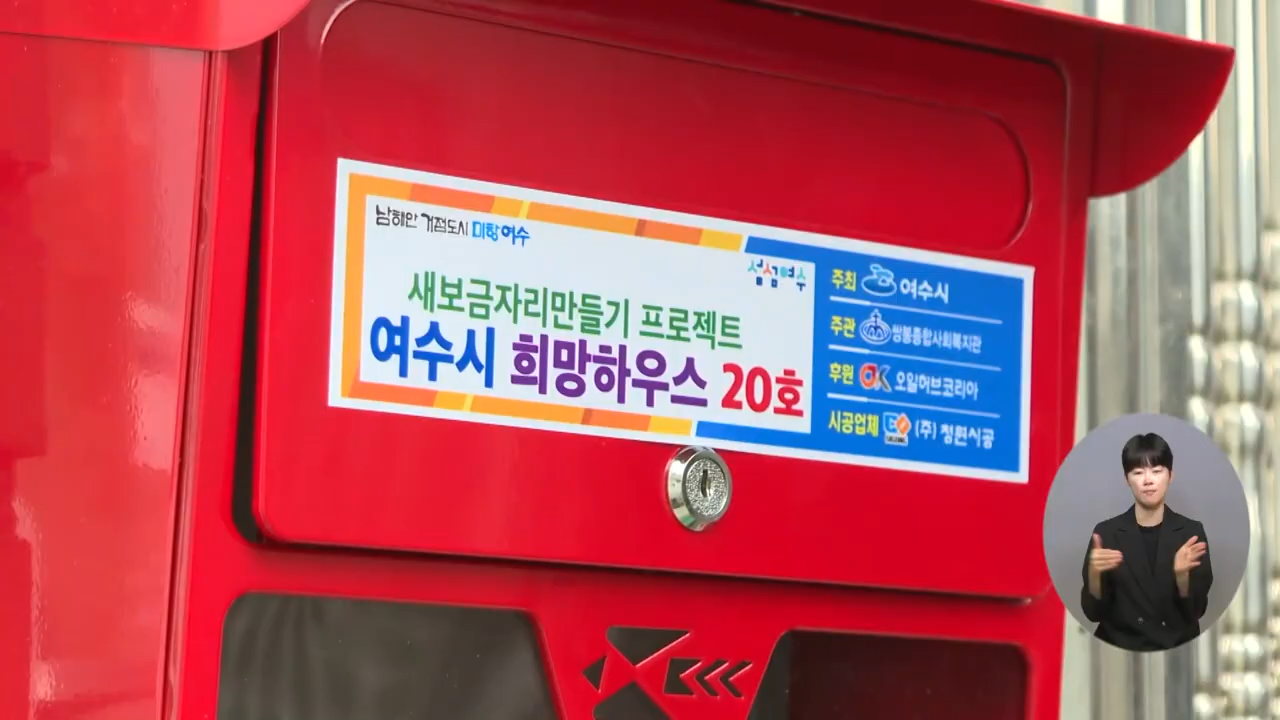 남해안 거점도시 미항여수
섬섬여수
새보금자리만들기 프로젝트
여수시 희망하우스 20호
주최 여수시
주관 쌍봉종합사회복지관
후원 OK 오일허브코리아
시공업체 (주) 청원시공